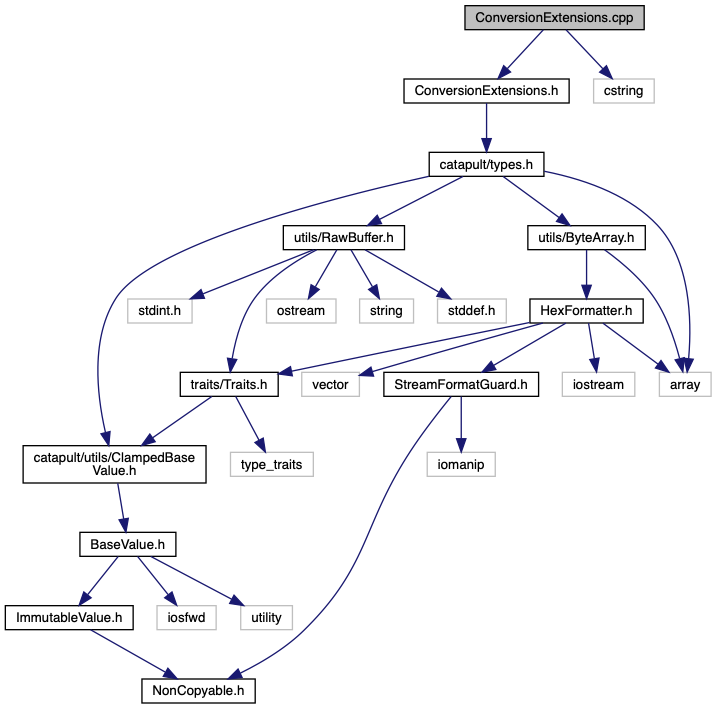 ConversionExtensions.cpp
ConversionExtensions.h
cstring
catapult/types.h
utils/RawBuffer.h
utils/ByteArray.h
stdint.h
ostream
string
stddef.h
HexFormatter.h
traits/Traits.h
vector
StreamFormatGuard.h
iostream
array
catapult/utils/ClampedBase
Value.h
type_traits
iomanip
BaseValue.h
ImmutableValue.h
iosfwd
utility
NonCopyable.h